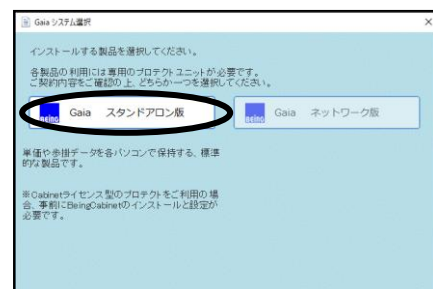 Gaia システム選択
インストールする製品を選択してください。
各製品の利用には専用のプロテクトユニットが必要です。
ご契約内容をご確認の上、どちらか一つを選択してください。
Being Gaia スタンドアロン版
Being Gaia ネットワーク版
単価や歩掛データを各パソコンで保持する、標準
的な製品です。
※Cabinetライセンス型のプロテクトをご利用の場
合、事前にBeingCabinetのインストールと設定が
必要です。